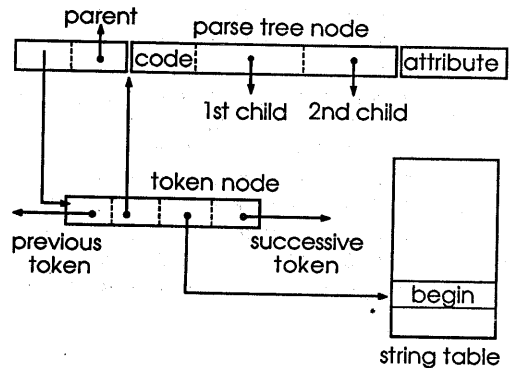 parent
parse tree node
code
attribute
1st child
2nd child
token node
previous
token
successive
token
begin
string table